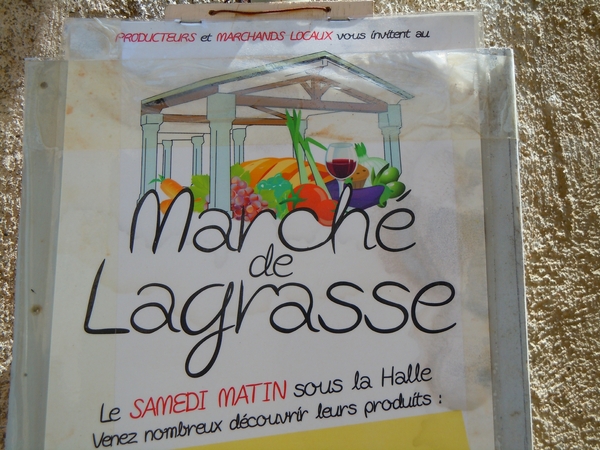 PRODUCTEURS et MARCHANDS LOCAUX vous invitent au
Marché
de
Lagrasse
Le SAMEDI MATIN sous la Halle
Venez nombreux découvrir leurs produits :